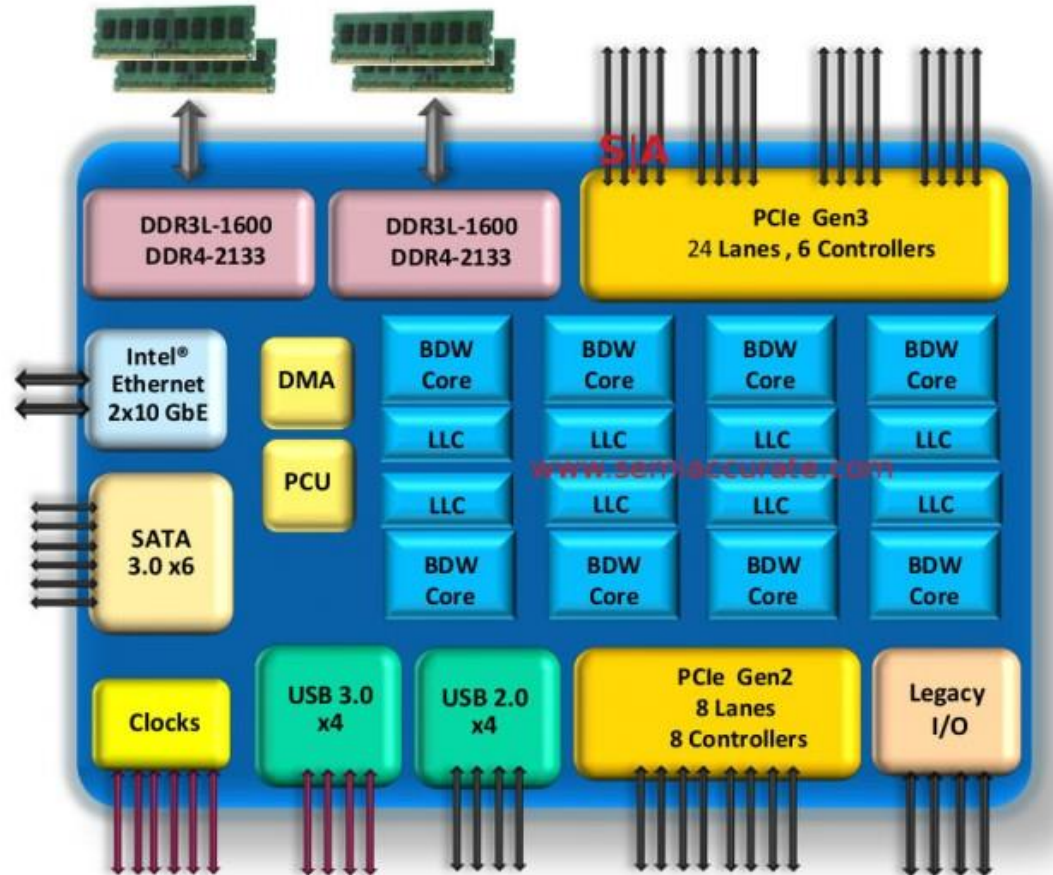 S|A
DDR3L-1600
DDR4-2133
DDR3L-1600
DDR4-2133
PCIe Gen3
24 Lanes , 6 Controllers
Intel®
Ethernet
2x10 GbE
DMA
PCU
SATA
3.0 x6
BDW
Core
BDW
Core
BDW
Core
BDW
Core
LLC
LLC
LLC
LLC
www.semiaccurate.com
LLC
LLC
LLC
LLC
BDW
Core
BDW
Core
BDW
Core
BDW
Core
Clocks
USB 3.0
x4
USB 2.0
x4
PCIe Gen2
8 Lanes
8 Controllers
Legacy
I/O